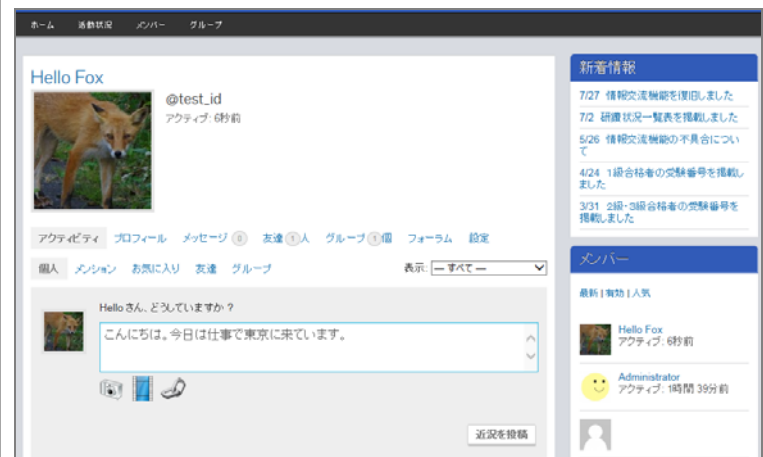 ホーム 活動状況 メンバー グループ
Hello Fox
@test_id
アクティブ: 6秒前
アクティビティ プロフィール メッセージ 0 友達 1 人 グループ 1 個 フォーラム 設定
個人 メンション お気に入り 友達 グループ 表示: ― すべて ―
Hello さん、どうしていますか ?
こんにちは。今日は仕事で東京に来ています。
近況を投稿
新着情報
7/27 情報交流機能を復旧しました
7/2 研鑽状況一覧表を掲載しました
5/26 情報交流機能の不具合につい
て
4/24 1級合格者の受験番号を掲載し
ました
3/31 2級・3級合格者の受験番号を
掲載しました
メンバー
最新 | 有効 | 人気
Hello Fox
アクティブ: 6秒前
Administrator
アクティブ: 1時間 39分前